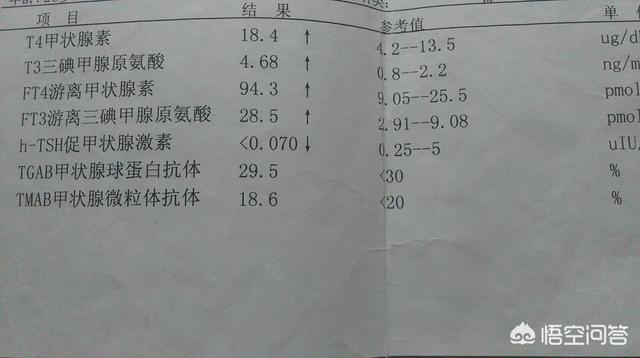 项 目 结 果 参考值 单
T4甲状腺素 18.4 ↑ 4.2--13.5 ug/d
T3三碘甲腺原氨酸 4.68 ↑ 0.8--2.2 ng/m
FT4游离甲状腺素 94.3 ↑ 9.05--25.5 pmol
FT3游离三碘甲腺原氨酸 28.5 ↑ 2.91--9.08 pmol
h-TSH促甲状腺激素 <0.070 ↓ 0.25--5 uIU/
TGAB甲状腺球蛋白抗体 29.5 <30 %
TMAB甲状腺微粒体抗体 18.6 <20 %
悟空问答